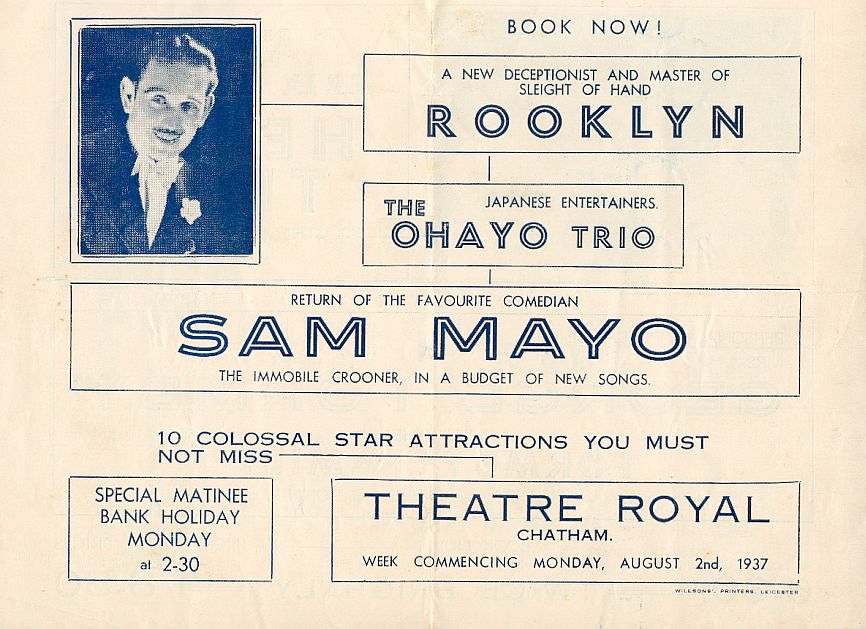 BOOK NOW!
A NEW DECEPTIONIST AND MASTER OF
SLEIGHT OF HAND
ROOKLYN
THE JAPANESE ENTERTAINERS.
OHAYO TRIO
RETURN OF THE FAVOURITE COMEDIAN
SAM MAYO
THE IMMOBILE CROONER, IN A BUDGET OF NEW SONGS.
10 COLOSSAL STAR ATTRACTIONS YOU MUST
NOT MISS
SPECIAL MATINEE
BANK HOLIDAY
MONDAY
at 2-30
THEATRE ROYAL
CHATHAM.
WEEK COMMENCING MONDAY, AUGUST 2nd, 1937
WILLSONS', PRINTERS, LEICESTER